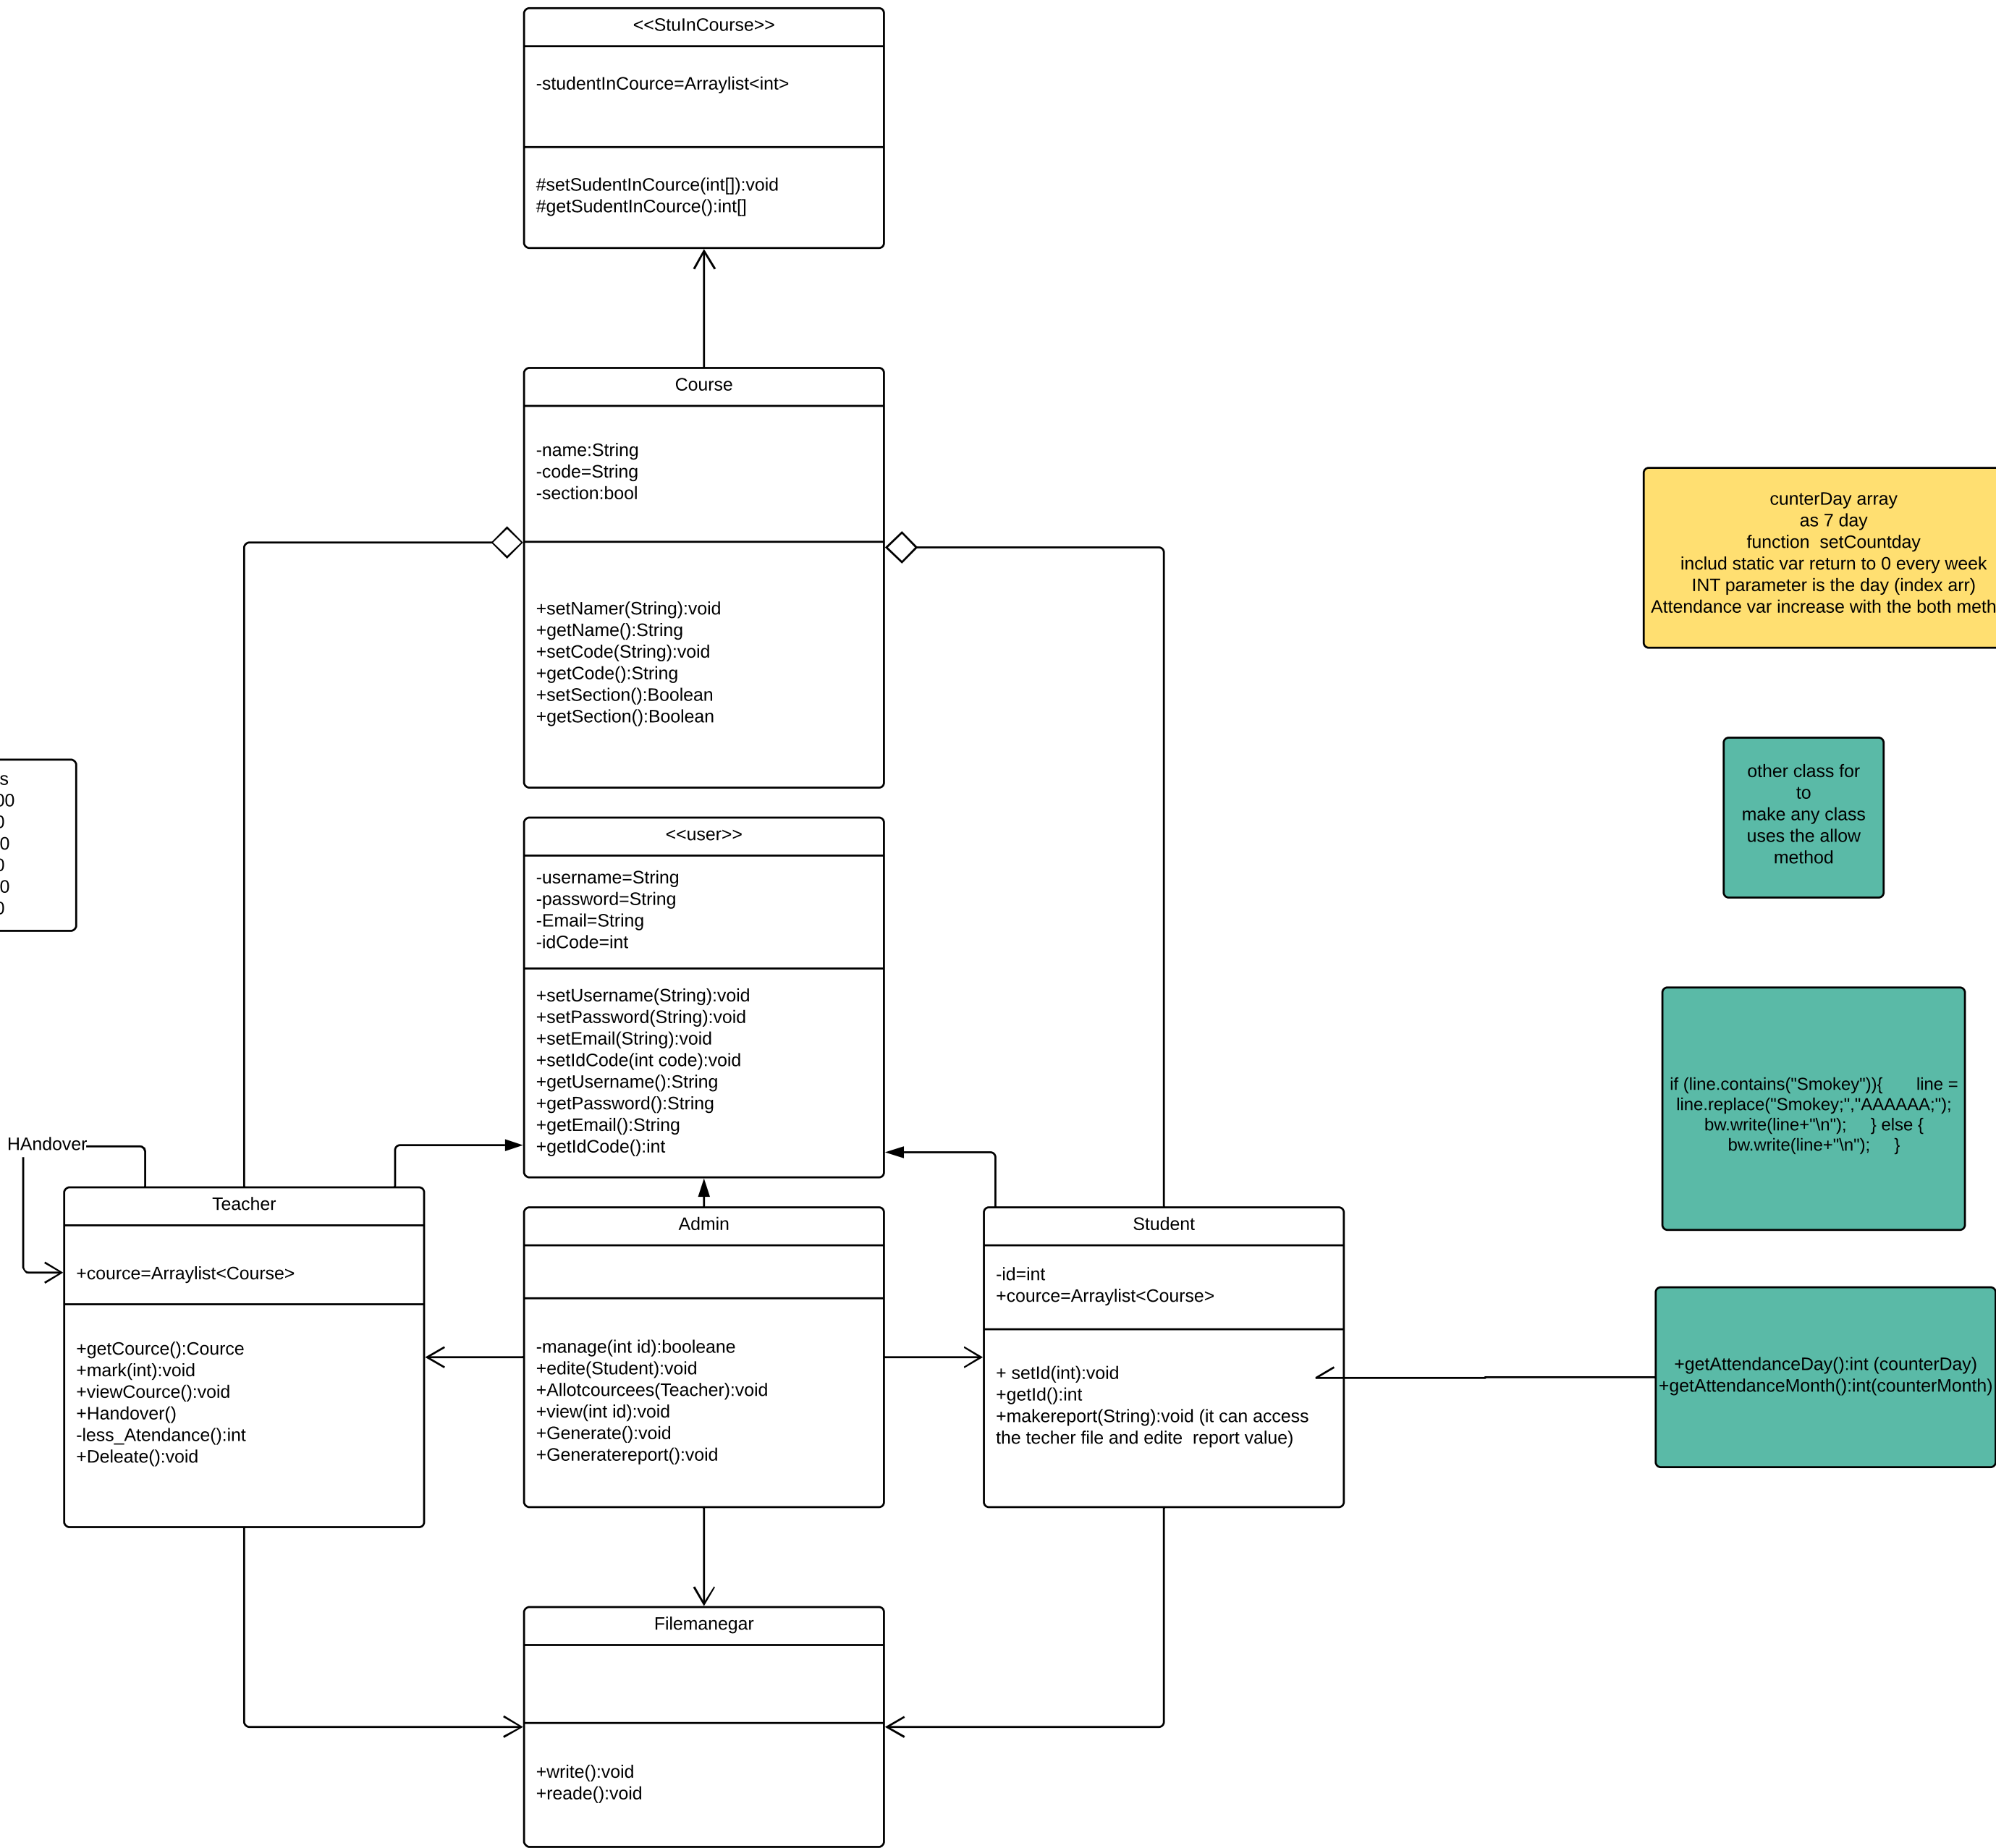 <<StuInCourse>>
-studentInCource=Arraylist<int>
#setSudentInCource(int[]):void
#getSudentInCource():int[]
Course
-name:String
-code=String
-section:bool
+setNamer(String):void
+getName():String
+setCode(String):void
+getCode():String
+setSection():Boolean
+getSection():Boolean
cunterDay array
as 7 day
function  setCountday
includ static var return to 0 every week
INT parameter is the day (index arr)
Attendance var increase with the both meth
other class for
to
make any class
uses the allow
method
<<user>>
-username=String
-password=String
-Email=String
-idCode=int
+setUsername(String):void
+setPassword(String):void
+setEmail(String):void
+setIdCode(int code):void
+getUsername():String
+getPassword():String
+getEmail():String
+getIdCode():int
if (line.contains("Smokey")){       line =
line.replace("Smokey;","AAAAAA;");
bw.write(line+"\n");     } else {
bw.write(line+"\n");     }
HAndover
Teacher
+cource=Arraylist<Course>
+getCource():Cource
+mark(int):void
+viewCource():void
+Handover()
-less_Atendance():int
+Deleate():void
Admin
-manage(int id):booleane
+edite(Student):void
+Allotcourcees(Teacher):void
+view(int id):void
+Generate():void
+Generatereport():void
Student
-id=int
+cource=Arraylist<Course>
+ setId(int):void
+getId():int
+makereport(String):void (it can access
the techer file and edite  report value)
+getAttendanceDay():int (counterDay)
+getAttendanceMonth():int(counterMonth)
Filemanegar
+write():void
+reade():void